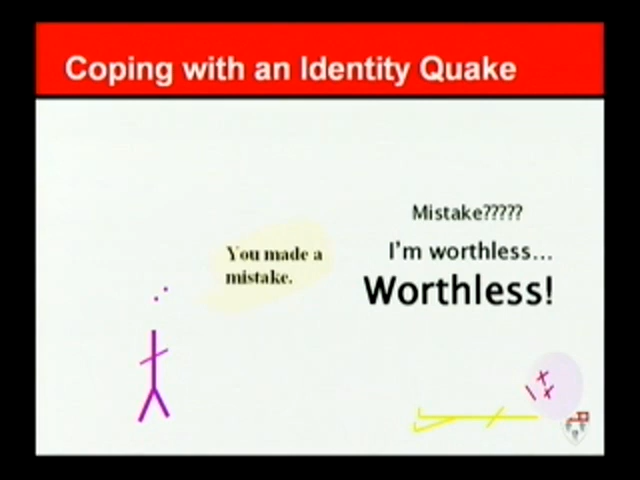 Coping with an Identity Quake
Mistake?????
I'm worthless...
Worthless!
You made a
mistake.